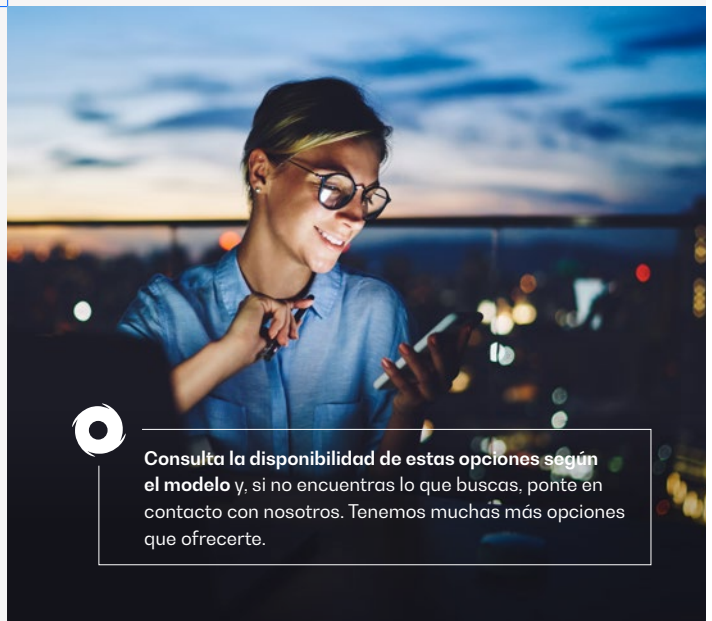 Consulta la disponibilidad de estas opciones según
el modelo y, si no encuentras lo que buscas, ponte en
contacto con nosotros. Tenemos muchas más opciones
que ofrecerte.